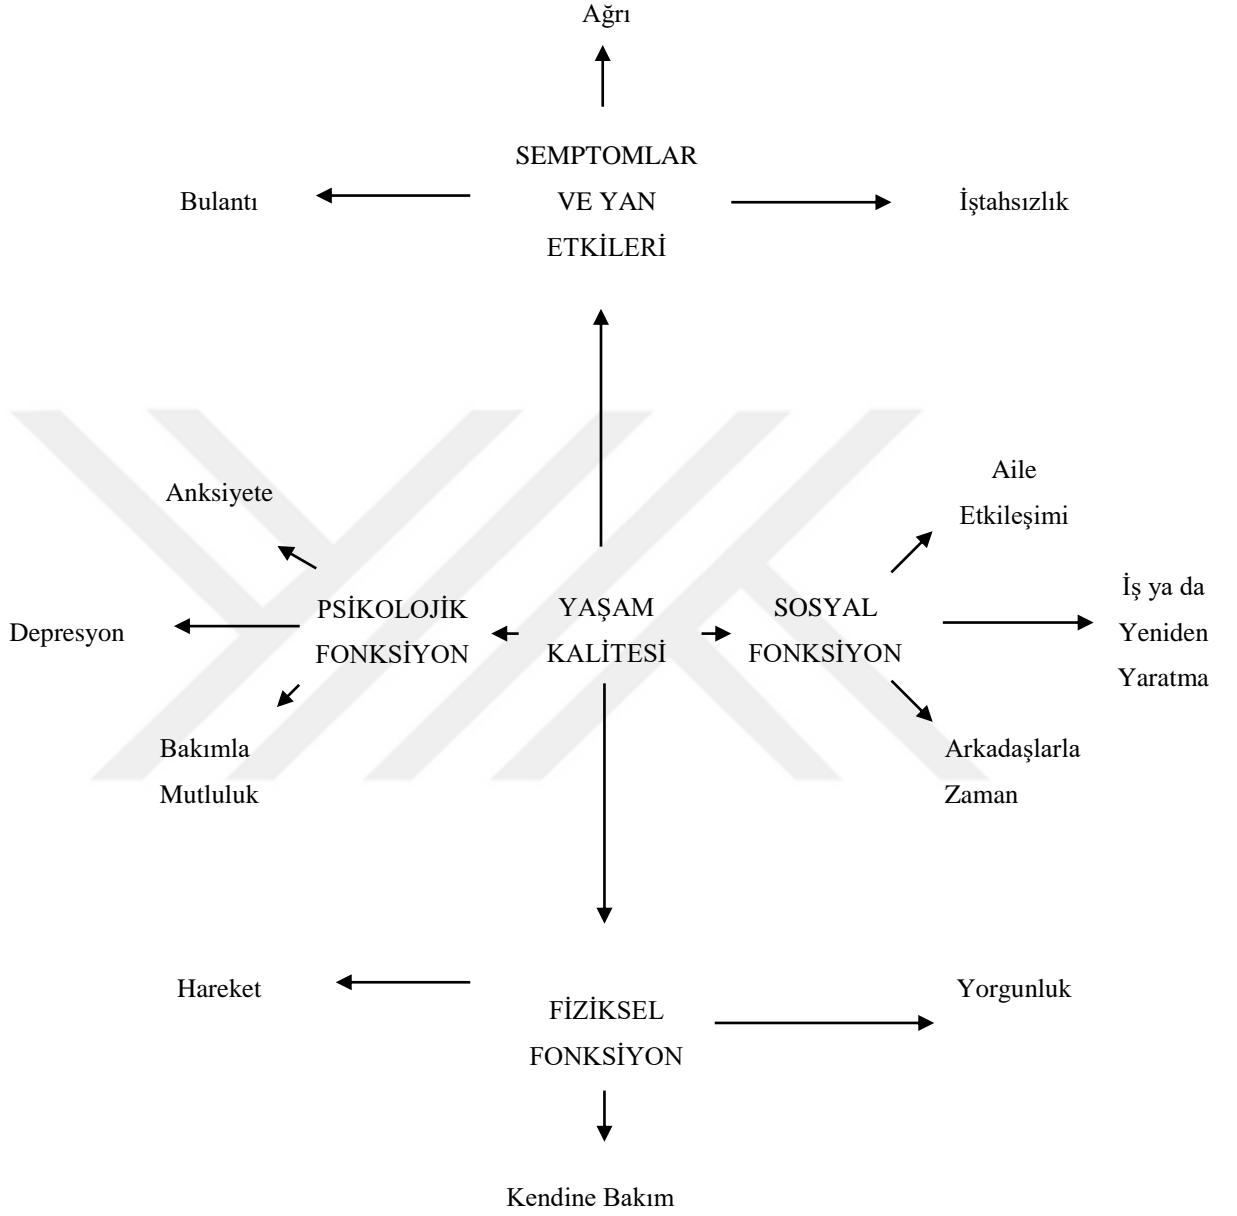 Ağrı
SEMPTOMLAR
VE YAN
ETKİLERİ
Bulantı
İştahsızlık
Anksiyete
Depresyon
Bakımla
Mutluluk
PSİKOLOJİK
FONKSİYON
YAŞAM
KALİTESİ
SOSYAL
FONKSİYON
Aile
Etkileşimi
İş ya da
Yeniden
Yaratma
Arkadaşlarla
Zaman
Hareket
FİZİKSEL
FONKSİYON
Yorgunluk
Kendine Bakım